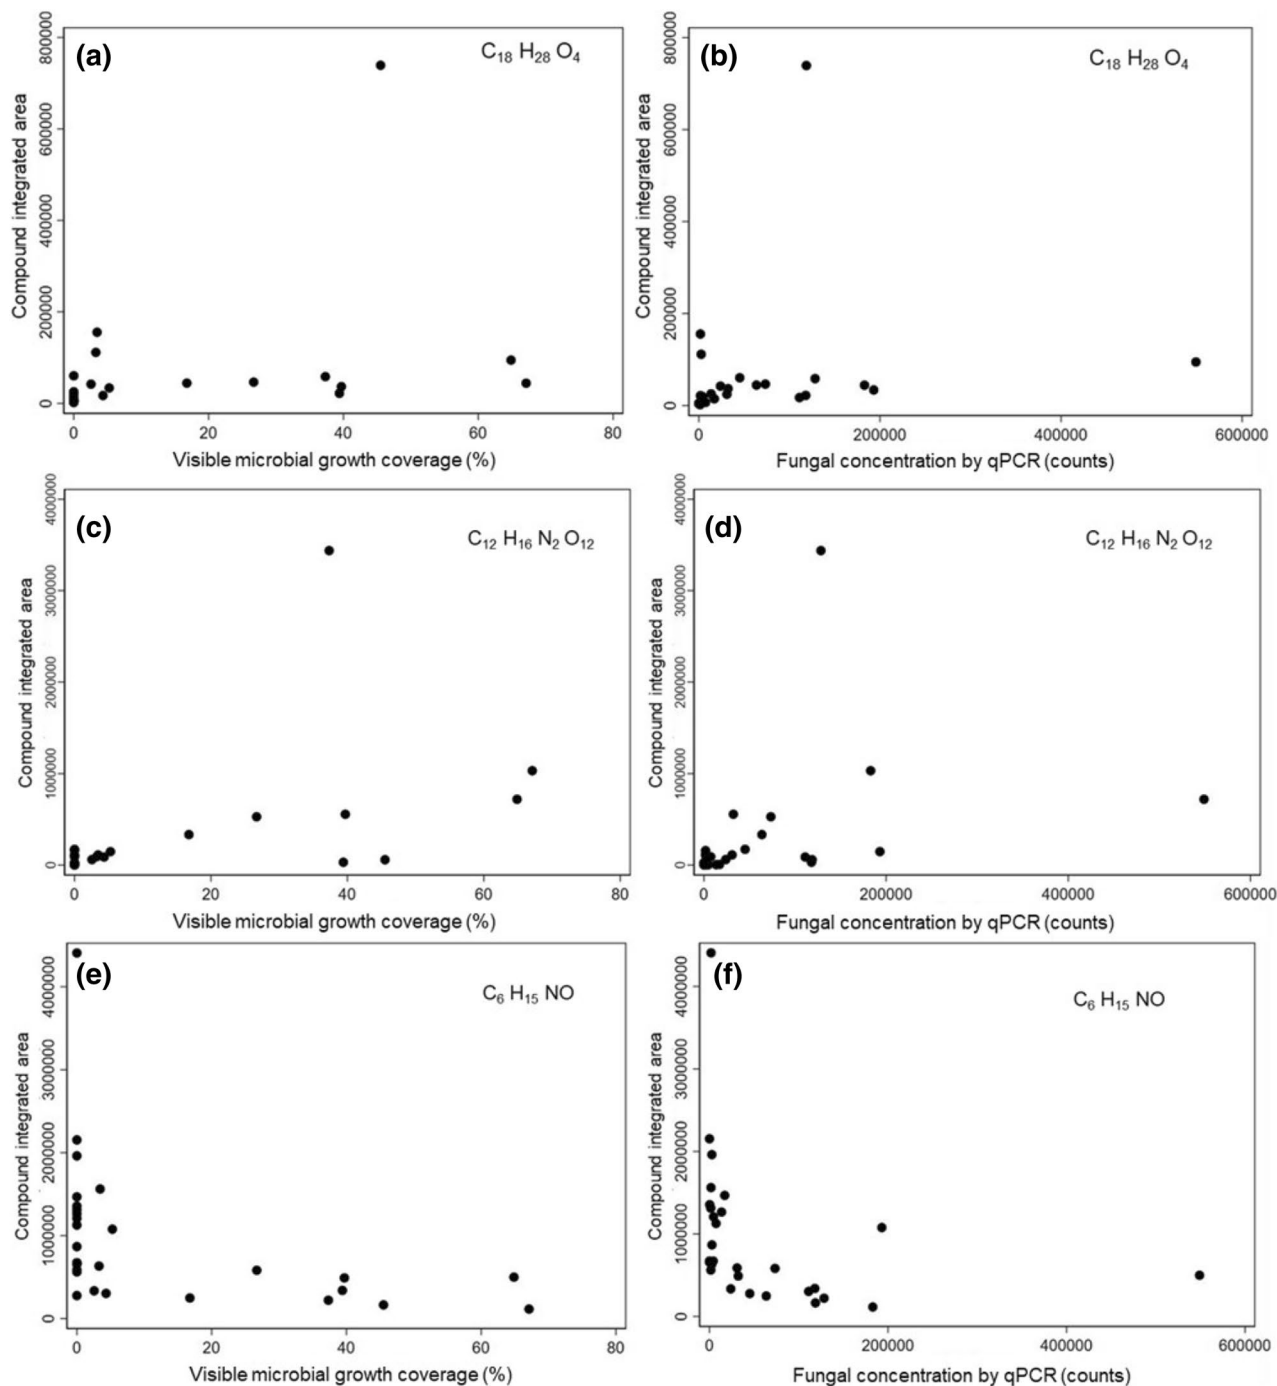 (a)
C18 H28 O4
Compound integrated area
0 200000 400000 600000 800000
0 20 40 60 80
Visible microbial growth coverage (%)
(b)
C18 H28 O4
Compound integrated area
0 200000 400000 600000 800000
0 200000 400000 600000
Fungal concentration by qPCR (counts)
(c)
C12 H16 N2 O12
Compound integrated area
0 1000000 2000000 3000000 4000000
0 20 40 60 80
Visible microbial growth coverage (%)
(d)
C12 H16 N2 O12
Compound integrated area
0 1000000 2000000 3000000 4000000
0 200000 400000 600000
Fungal concentration by qPCR (counts)
(e)
C6 H15 NO
Compound integrated area
0 1000000 2000000 3000000 4000000
0 20 40 60 80
Visible microbial growth coverage (%)
(f)
C6 H15 NO
Compound integrated area
0 1000000 2000000 3000000 4000000
0 200000 400000 600000
Fungal concentration by qPCR (counts)